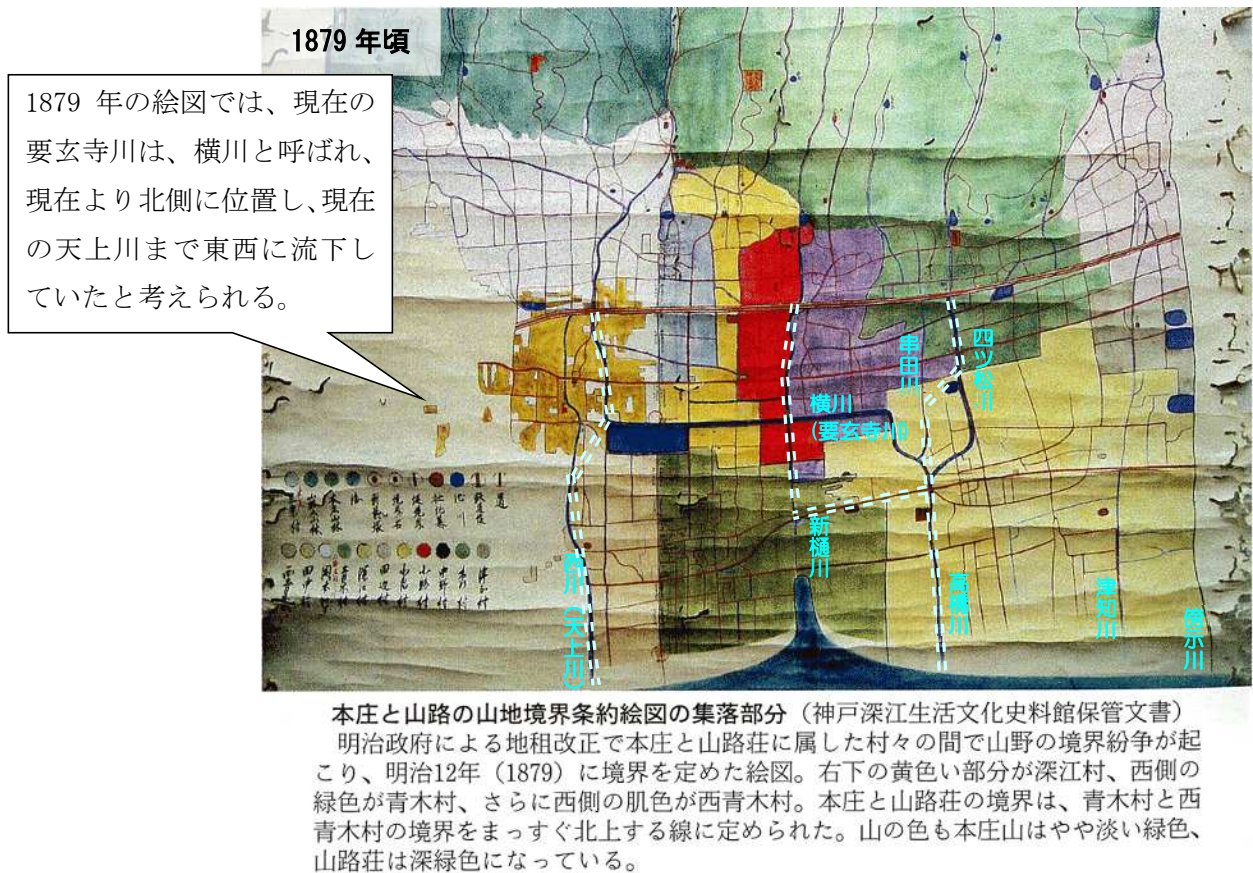 1879 年頃
1879 年の絵図では、現在の
要玄寺川は、横川と呼ばれ、
現在より北側に位置し、現在
の天上川まで東西に流下し
ていたと考えられる。
串田川
四ツ松川
横川
(要玄寺川)
新樋川
西川(天上川)
高橋川
津知川
傍示川
本庄と山路の山地境界条約絵図の集落部分(神戸深江生活文化史料館保管文書)
明治政府による地租改正で本庄と山路荘に属した村々の間で山野の境界紛争が起
こり、明治12年(1879)に境界を定めた絵図。右下の黄色い部分が深江村、西側の
緑色が青木村、さらに西側の肌色が西青木村。本庄と山路荘の境界は、青木村と西
青木村の境界をまっすぐ北上する線に定められた。山の色も本庄山はやや淡い緑色、
山路荘は深緑色になっている。